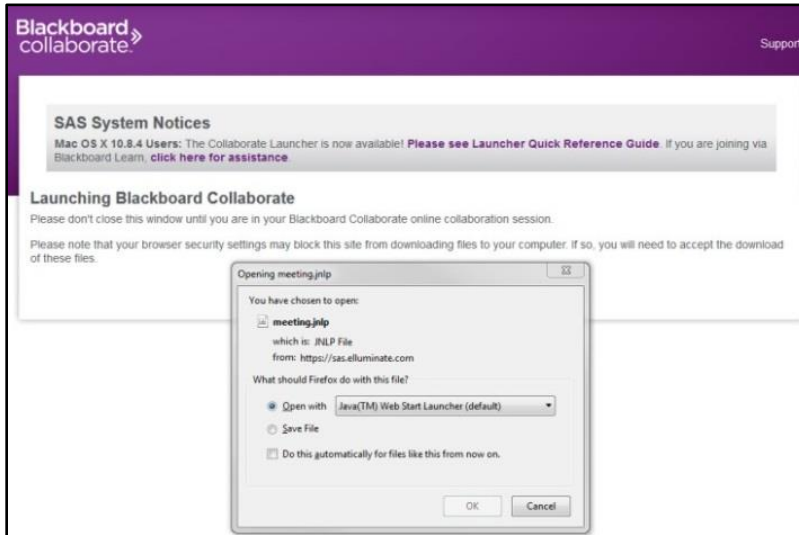 Blackboard
collaborate™
Support
SAS System Notices
Mac OS X 10.8.4 Users: The Collaborate Launcher is now available! Please see Launcher Quick Reference Guide. If you are joining via
Blackboard Learn, click here for assistance.
Launching Blackboard Collaborate
Please don't close this window until you are in your Blackboard Collaborate online collaboration session.
Please note that your browser security settings may block this site from downloading files to your computer. If so, you will need to accept the download
of these files.
Opening meeting.jnlp
You have chosen to open:
meeting.jnlp
which is: JNLP File
from: https://sas.elluminate.com
What should Firefox do with this file?
Open with Java(TM) Web Start Launcher (default)
Save File
Do this automatically for files like this from now on.
OK Cancel